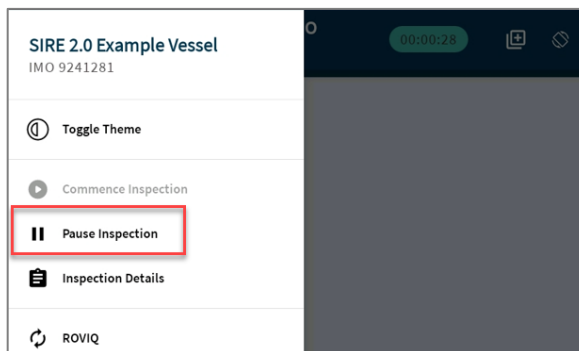 SIRE 2.0 Example Vessel
IMO 9241281
O
00:00:28
Toggle Theme
Commence Inspection
Pause Inspection
Inspection Details
ROVIQ